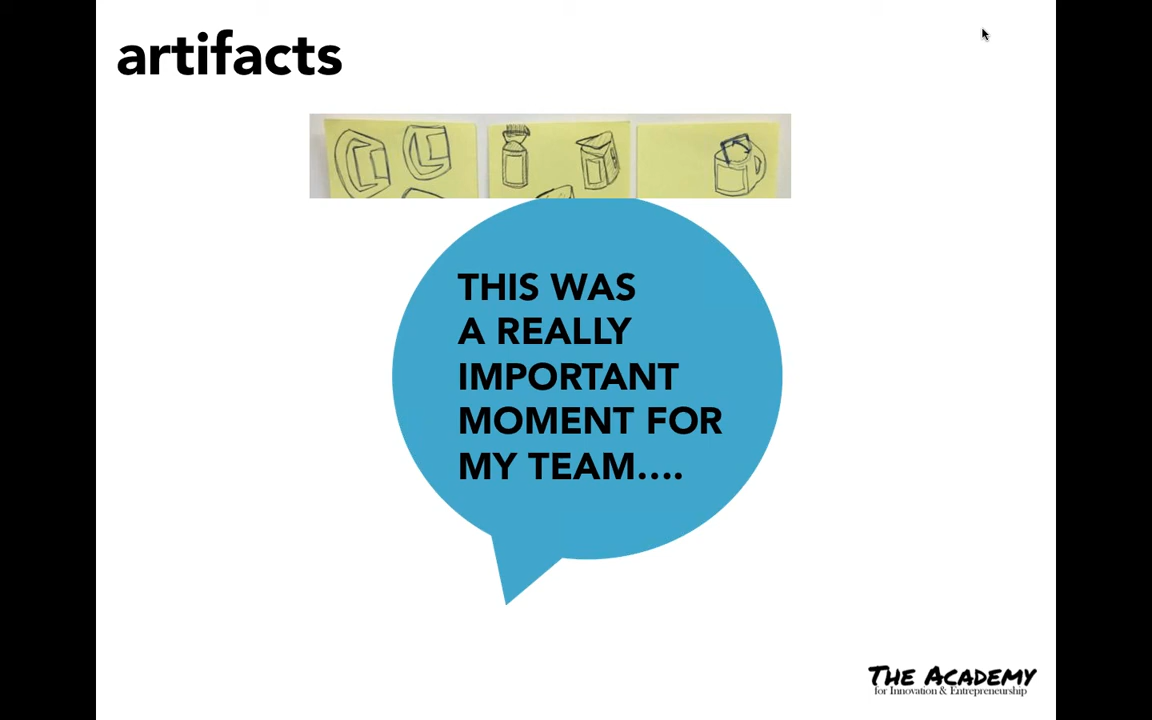 artifacts
THIS WAS
A REALLY
IMPORTANT
MOMENT FOR
MY TEAM....
THE ACADEMY
for Innovation & Entrepreneurship